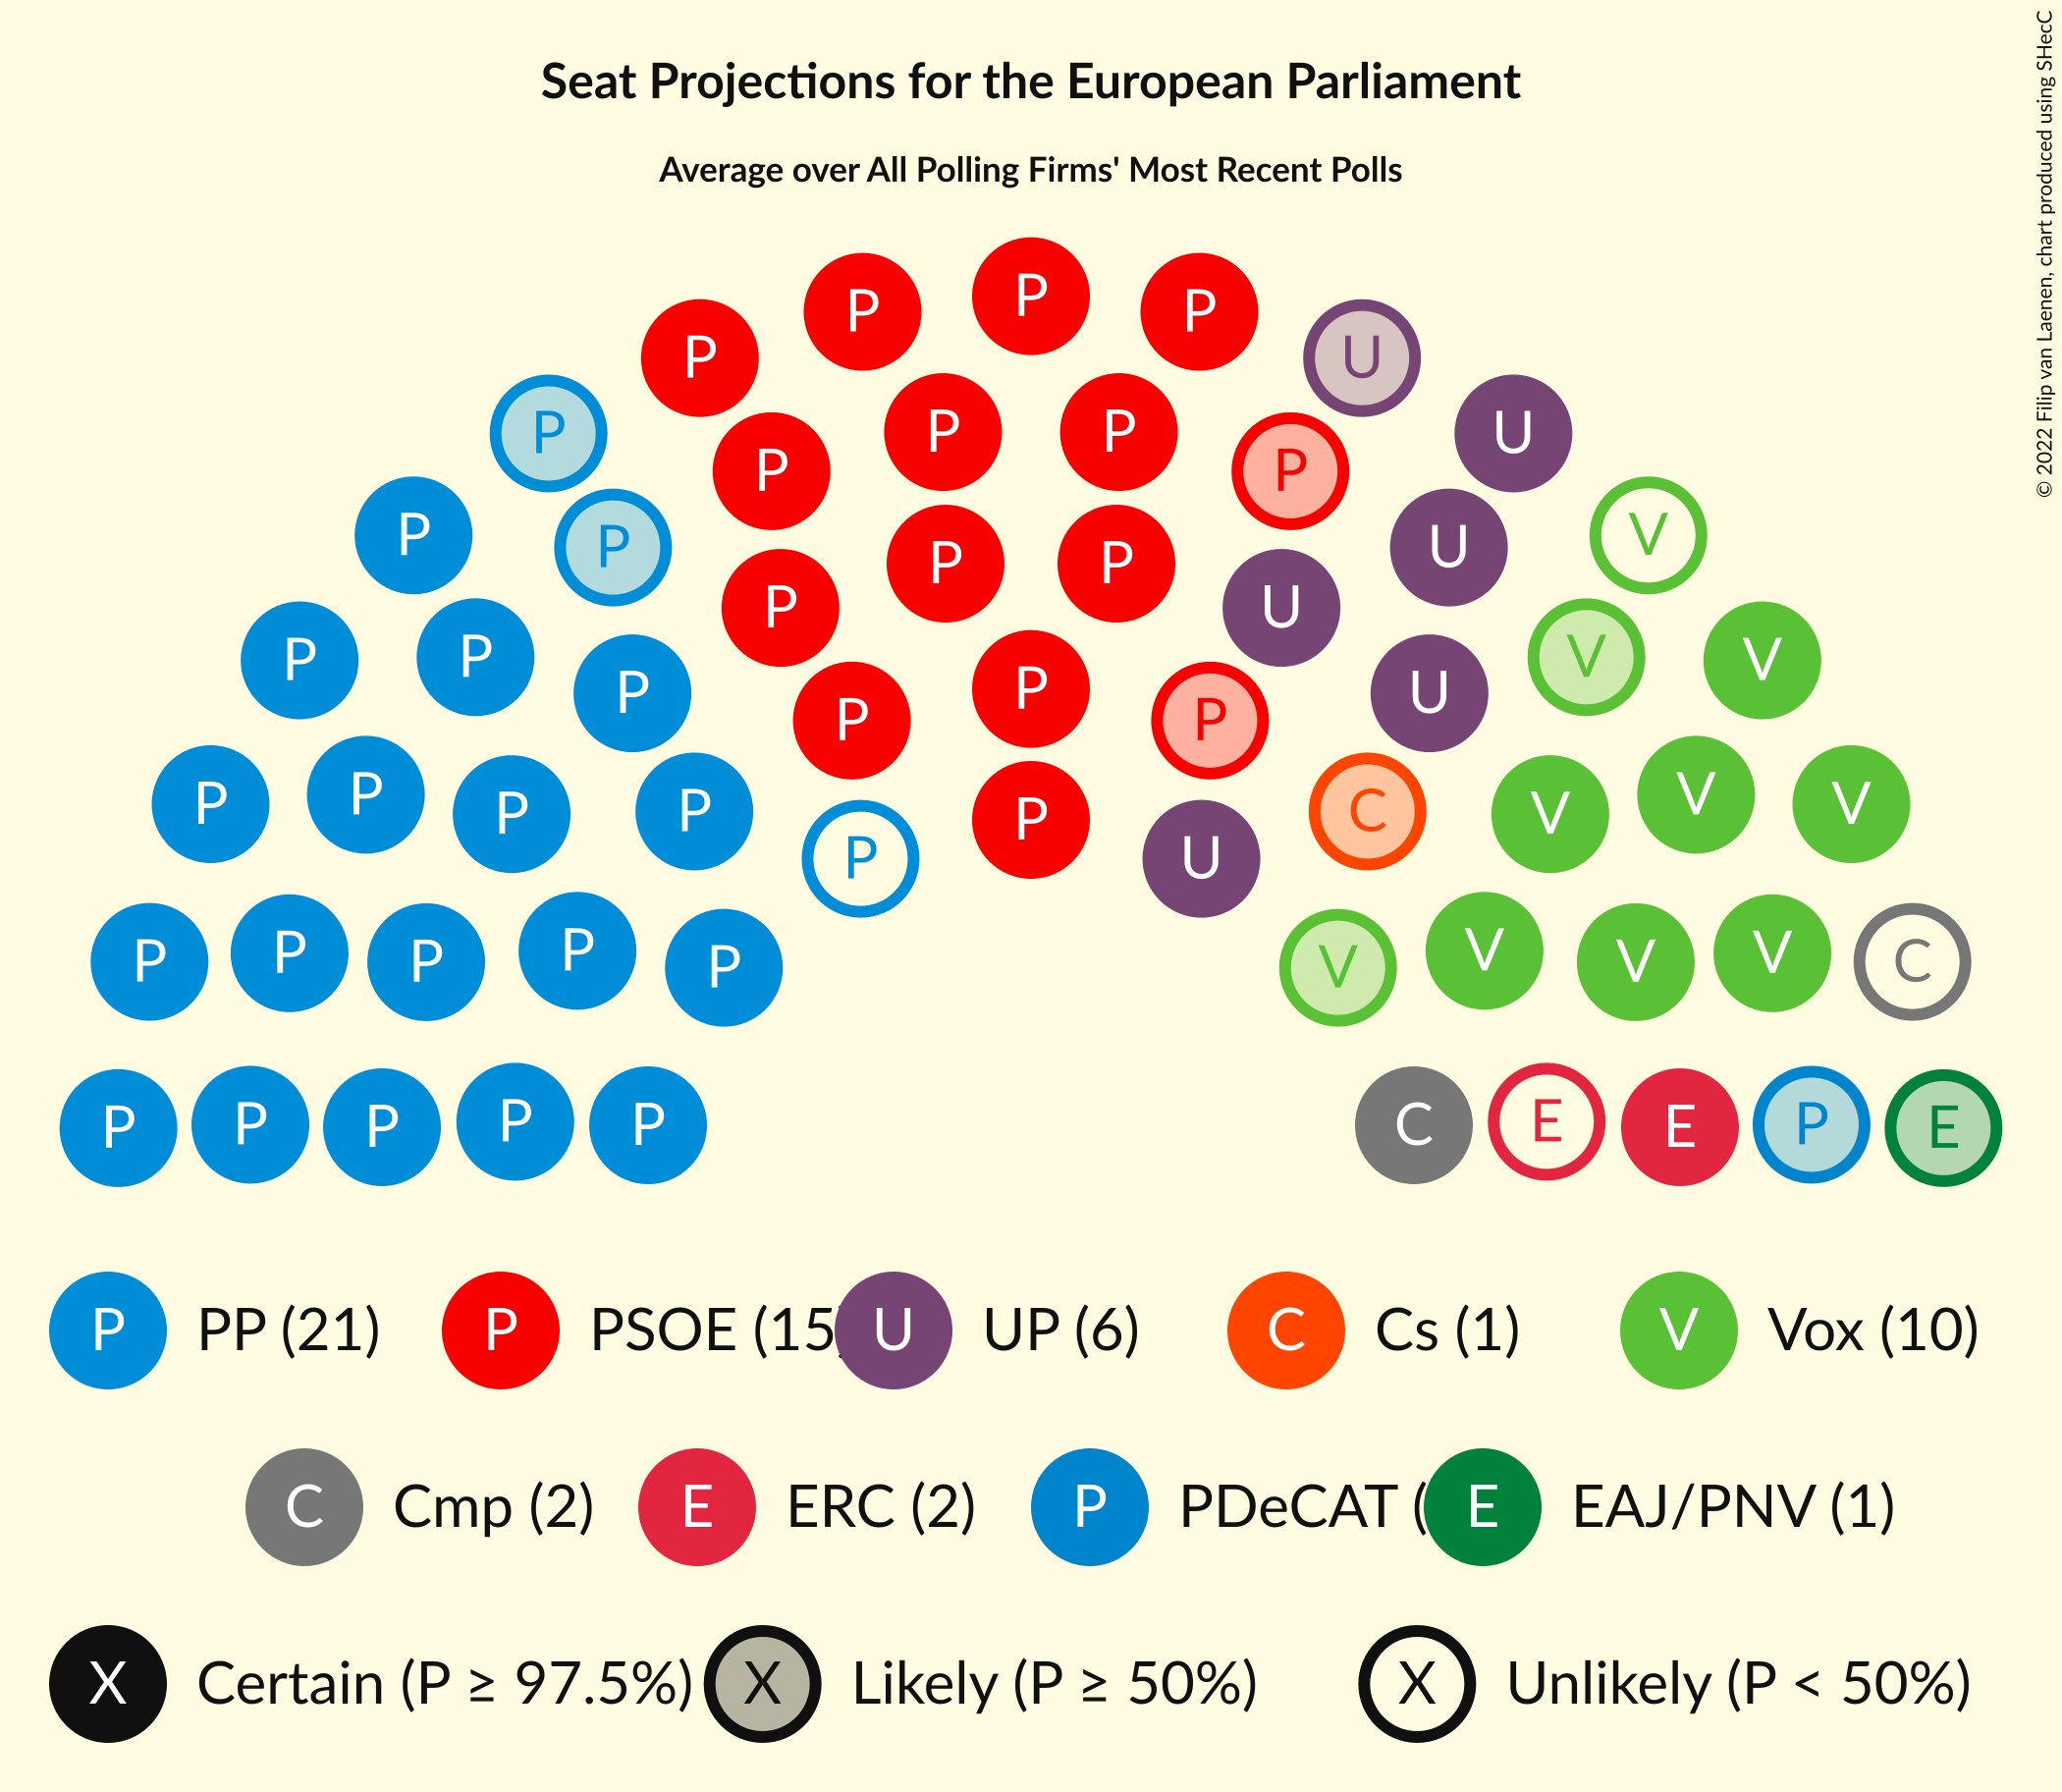 Seat Projections for the European Parliament
Average over All Polling Firms' Most Recent Polls
© 2022 Filip van Laenen, chart produced using SHecC
P P P
P U
P P P U
P P
P P P P U V
P U
P P P P U V V
P P
P P P P P C V V V
P U
P P P P P V V V V C
P P P P P C E E P E
P PP (21) P PSOE (15 U UP (6) C Cs (1) V Vox (10)
C Cmp (2) E ERC (2) P PDeCAT ( E EAJ/PNV (1)
X Certain (P ≥ 97.5%) X Likely (P ≥ 50%) X Unlikely (P < 50%)